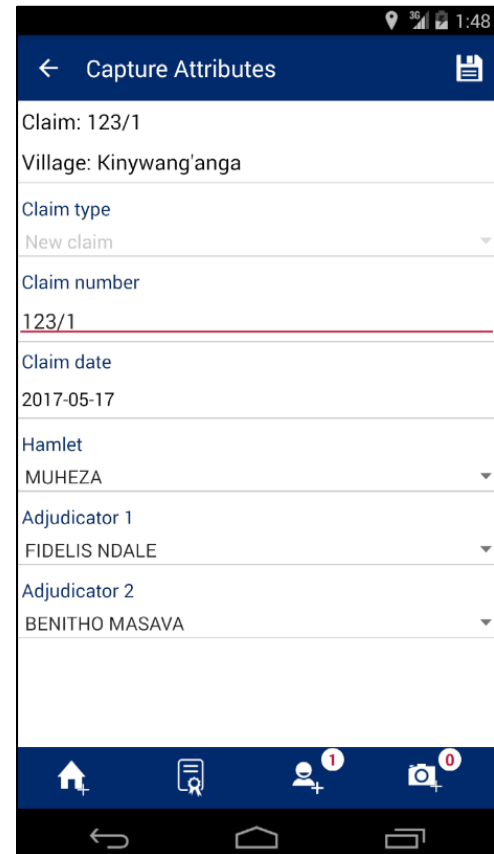 3G 1:48
Capture Attributes
Claim: 123/1
Village: Kinywang'anga
Claim type
New claim
Claim number
123/1
Claim date
2017-05-17
Hamlet
MUHEZA
Adjudicator 1
FIDELIS NDALE
Adjudicator 2
BENITHO MASAVA
1 0